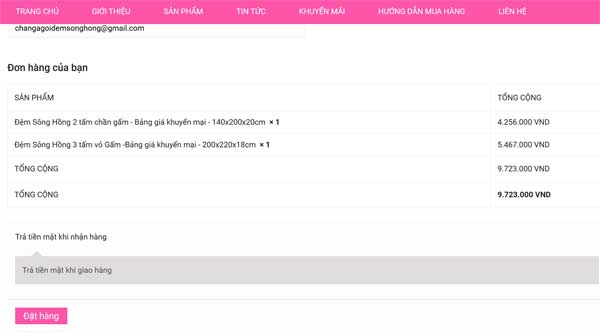 TRANG CHỦ GIỚI THIỆU SẢN PHẨM TIN TỨC KHUYẾN MÃI HƯỚNG DẪN MUA HÀNG LIÊN HỆ
changagoidemsonghong@gmail.com
Đơn hàng của bạn
SẢN PHẨM TỔNG CỘNG
Đệm Sông Hồng 2 tấm chần gấm - Bảng giá khuyến mại - 140x200x20cm × 1 4.256.000 VND
Đệm Sông Hồng 3 tấm vỏ Gấm -Bảng giá khuyến mại - 200x220x18cm × 1 5.467.000 VND
TỔNG CỘNG 9.723.000 VND
TỔNG CỘNG 9.723.000 VND
Trả tiền mặt khi nhận hàng
Trả tiền mặt khi giao hàng
Đặt hàng